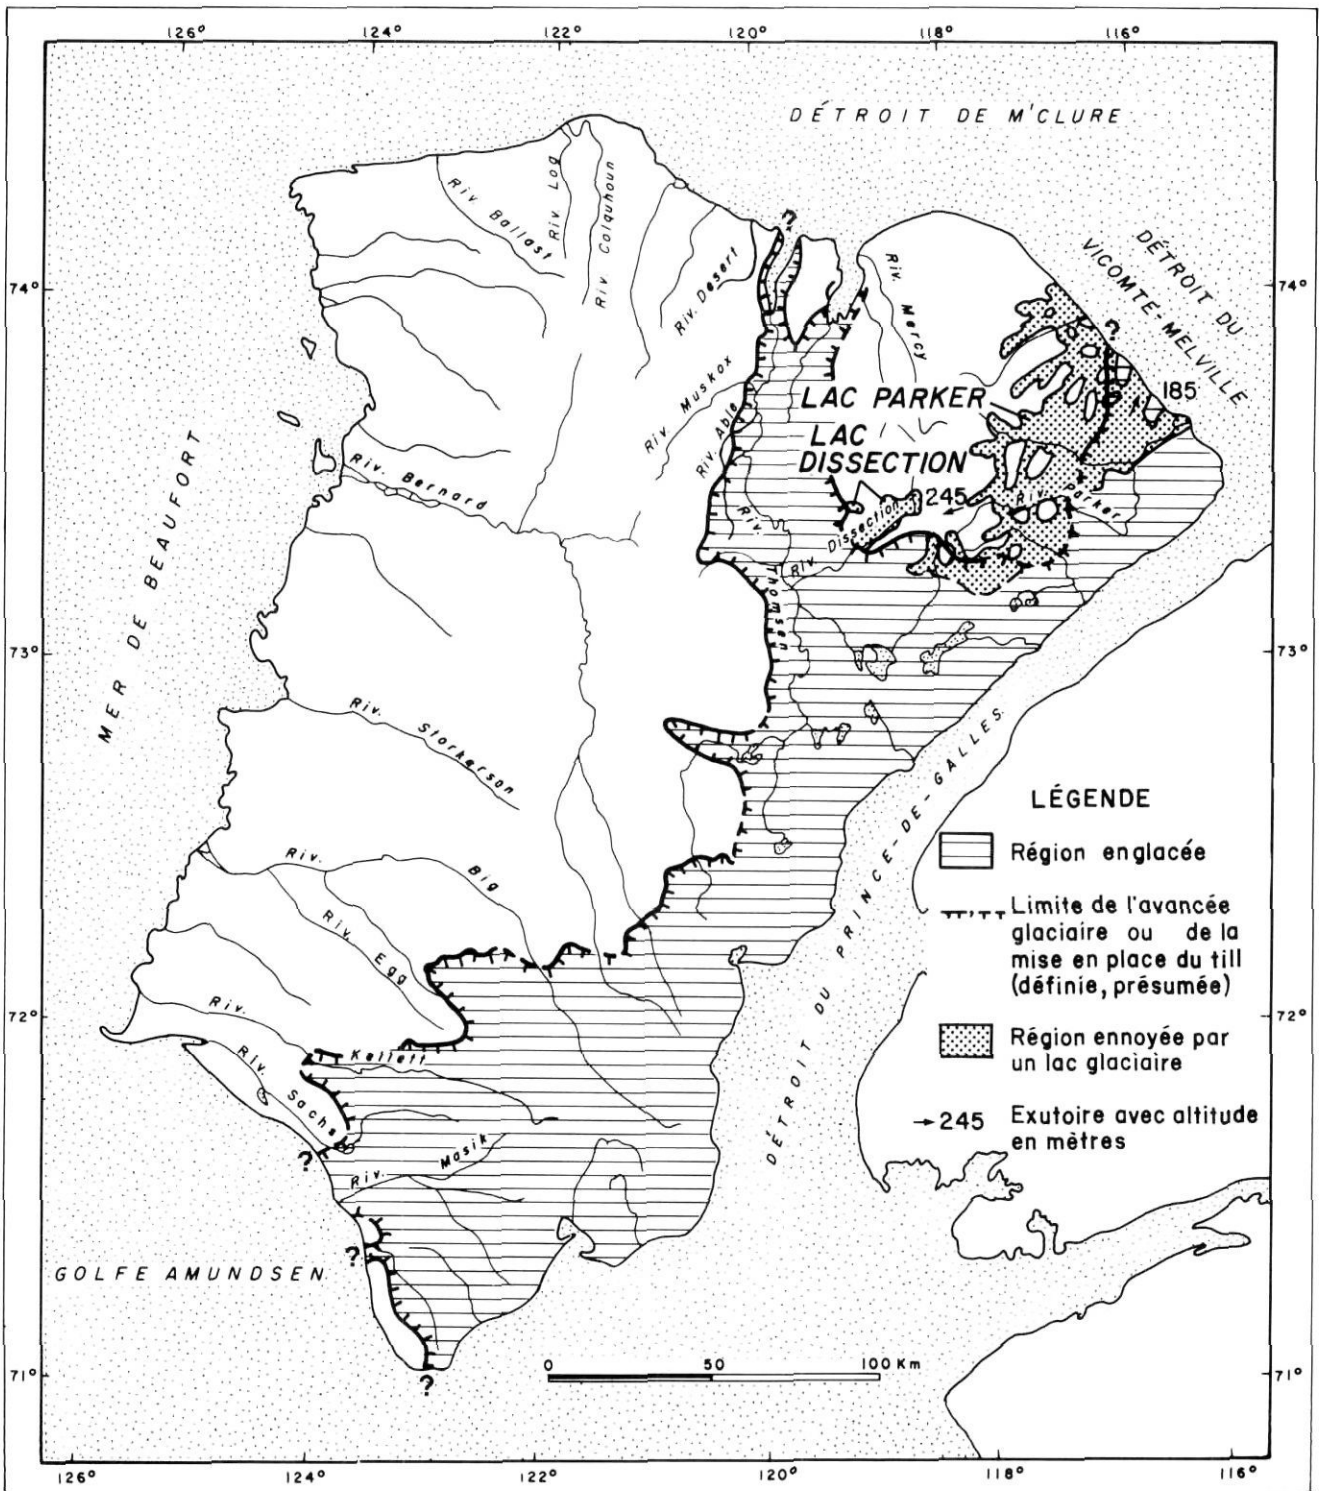 126° 124° 122° 120° 118° 116°
DÉTROIT DE M'CLURE
DÉTROIT DU
VICOMTE-MELVILLE
Riv. Ballast
Riv Log
Riv Colquhoun
Riv. Desert
?
Riv. Mercy
?
74° 74°
Riv. Muskox
Riv. Able
185
LAC PARKER
LAC
DISSECTION
245
Riv. Parker
Riv. Dissection
Riv. Thomsen
Riv. Bernard
MER DE BEAUFORT
73° 73°
Riv. Storkerson
DÉTROIT DU PRINCE-DE-GALLES
LÉGENDE
Région englacée
Limite de l'avancée
glaciaire ou de la
mise en place du till
(définie, présumée)
Région ennoyée par
un lac glaciaire
→245 Exutoire avec altitude
en mètres
Riv. Big
Riv. Egg
72° 72°
Riv. Kellett
Riv. Sachs
?
Riv. Masik
?
GOLFE AMUNDSEN
?
0 50 100 Km
71° 71°
126° 124° 122° 120° 118° 116°